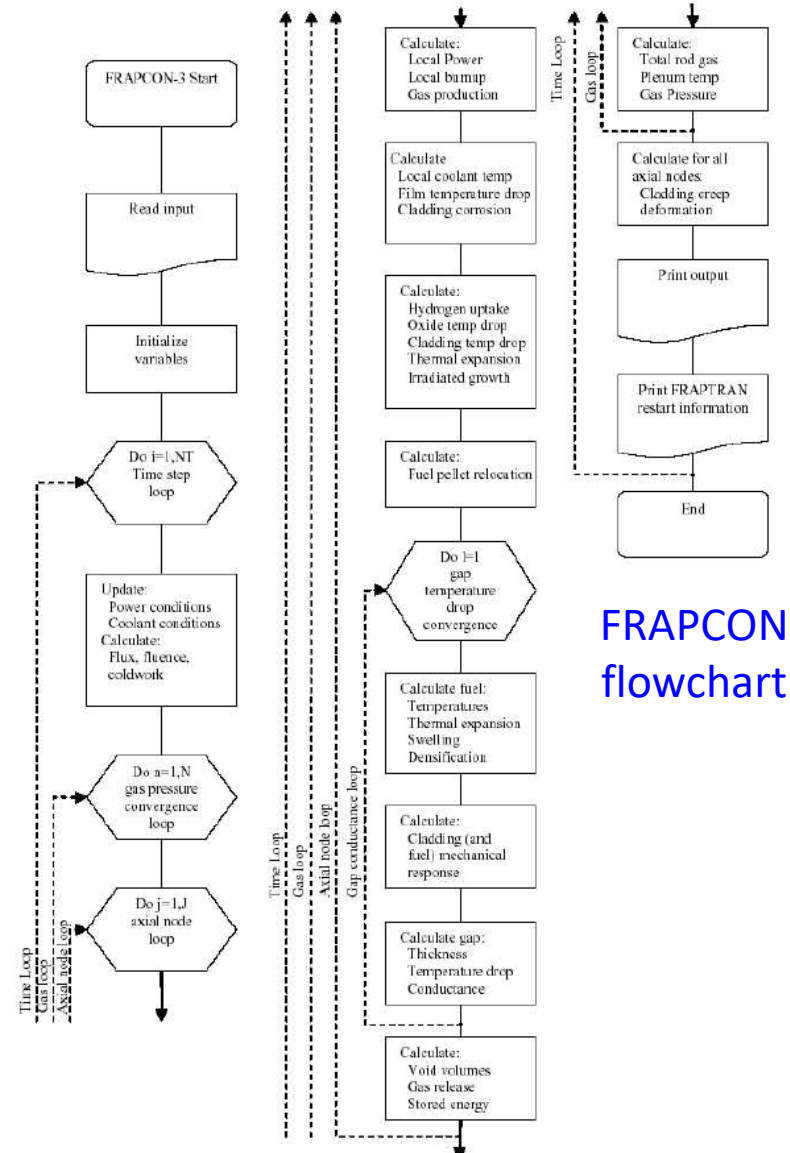 FRAPCON-3 Start
Read input
Initialize
variables
Do i=1,NT
Time step
loop
Update:
Power conditions
Coolant conditions
Calculate:
Flux, fluence,
coldwork
Do n=1,N
gas pressure
convergence
loop
Do j=1,J
axial node
loop
Time Loop
Gas loop
Axial node loop
Calculate:
Local Power
Local burnup
Gas production
Calculate
Local coolant temp
Film temperature drop
Cladding corrosion
Calculate:
Hydrogen uptake
Oxide temp drop
Cladding temp drop
Thermal expansion
Irradiated growth
Calculate:
Fuel pellet relocation
Do l=1
gap
temperature
drop
convergence
Calculate fuel:
Temperatures
Thermal expansion
Swelling
Densification
Calculate:
Cladding (and
fuel) mechanical
response
Calculate gap:
Thickness
Temperature drop
Conductance
Calculate:
Void volumes
Gas release
Stored energy
Time Loop
Gas loop
Axial node loop
Gap conductance loop
Time Loop
Gas loop
Calculate:
Total rod gas
Plenum temp
Gas Pressure
Calculate for all
axial nodes:
Cladding creep
deformation
Print output
Print FRAPTRAN
restart information
End
FRAPCON
flowchart